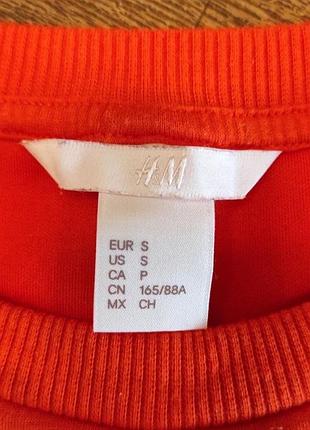 H&M
EUR S
US S
CA P
CN 165/88A
MX CH